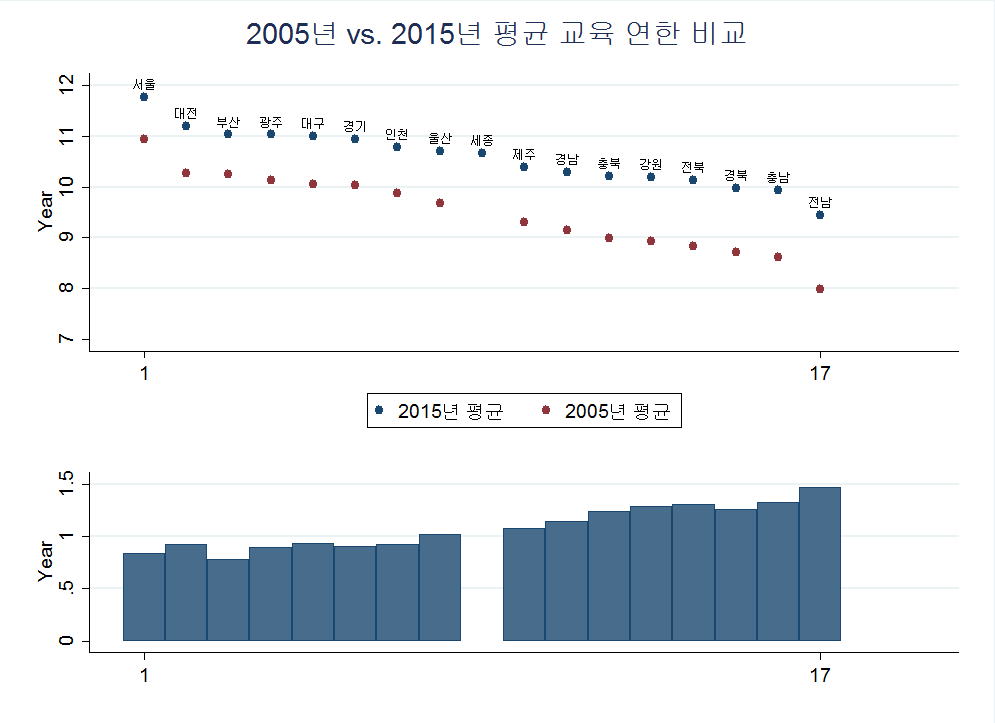 2005년 vs. 2015년 평균 교육 연한 비교
12
11
10
9
8
7
Year
서울
대전
부산
광주
대구
경기
인천
울산
세종
제주
경남
충북
강원
전북
경북
충남
전남
1 17
2015년 평균 2005년 평균
1.5
1
.5
0
Year
1 17